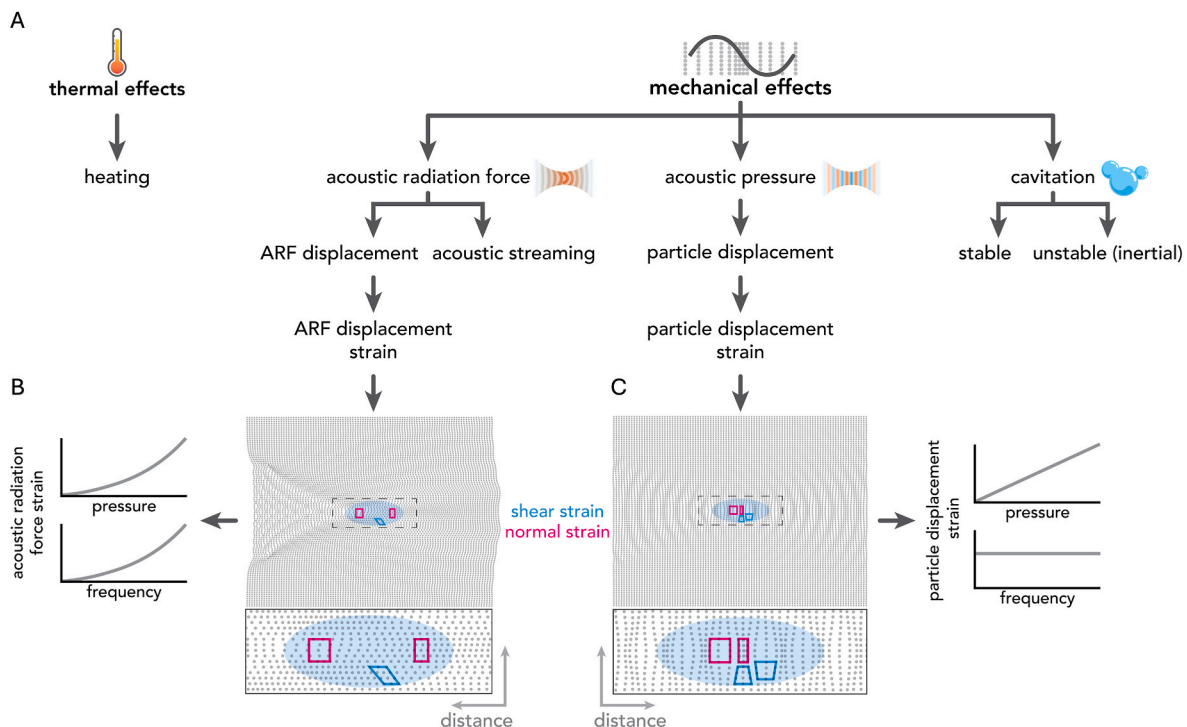 A
thermal effects
mechanical effects
heating
acoustic radiation force
acoustic pressure
cavitation
ARF displacement
acoustic streaming
particle displacement
stable
unstable (inertial)
ARF displacement
strain
particle displacement
strain
B
acoustic radiation
force strain
pressure
frequency
shear strain
normal strain
distance
C
particle displacement
strain
pressure
frequency
distance